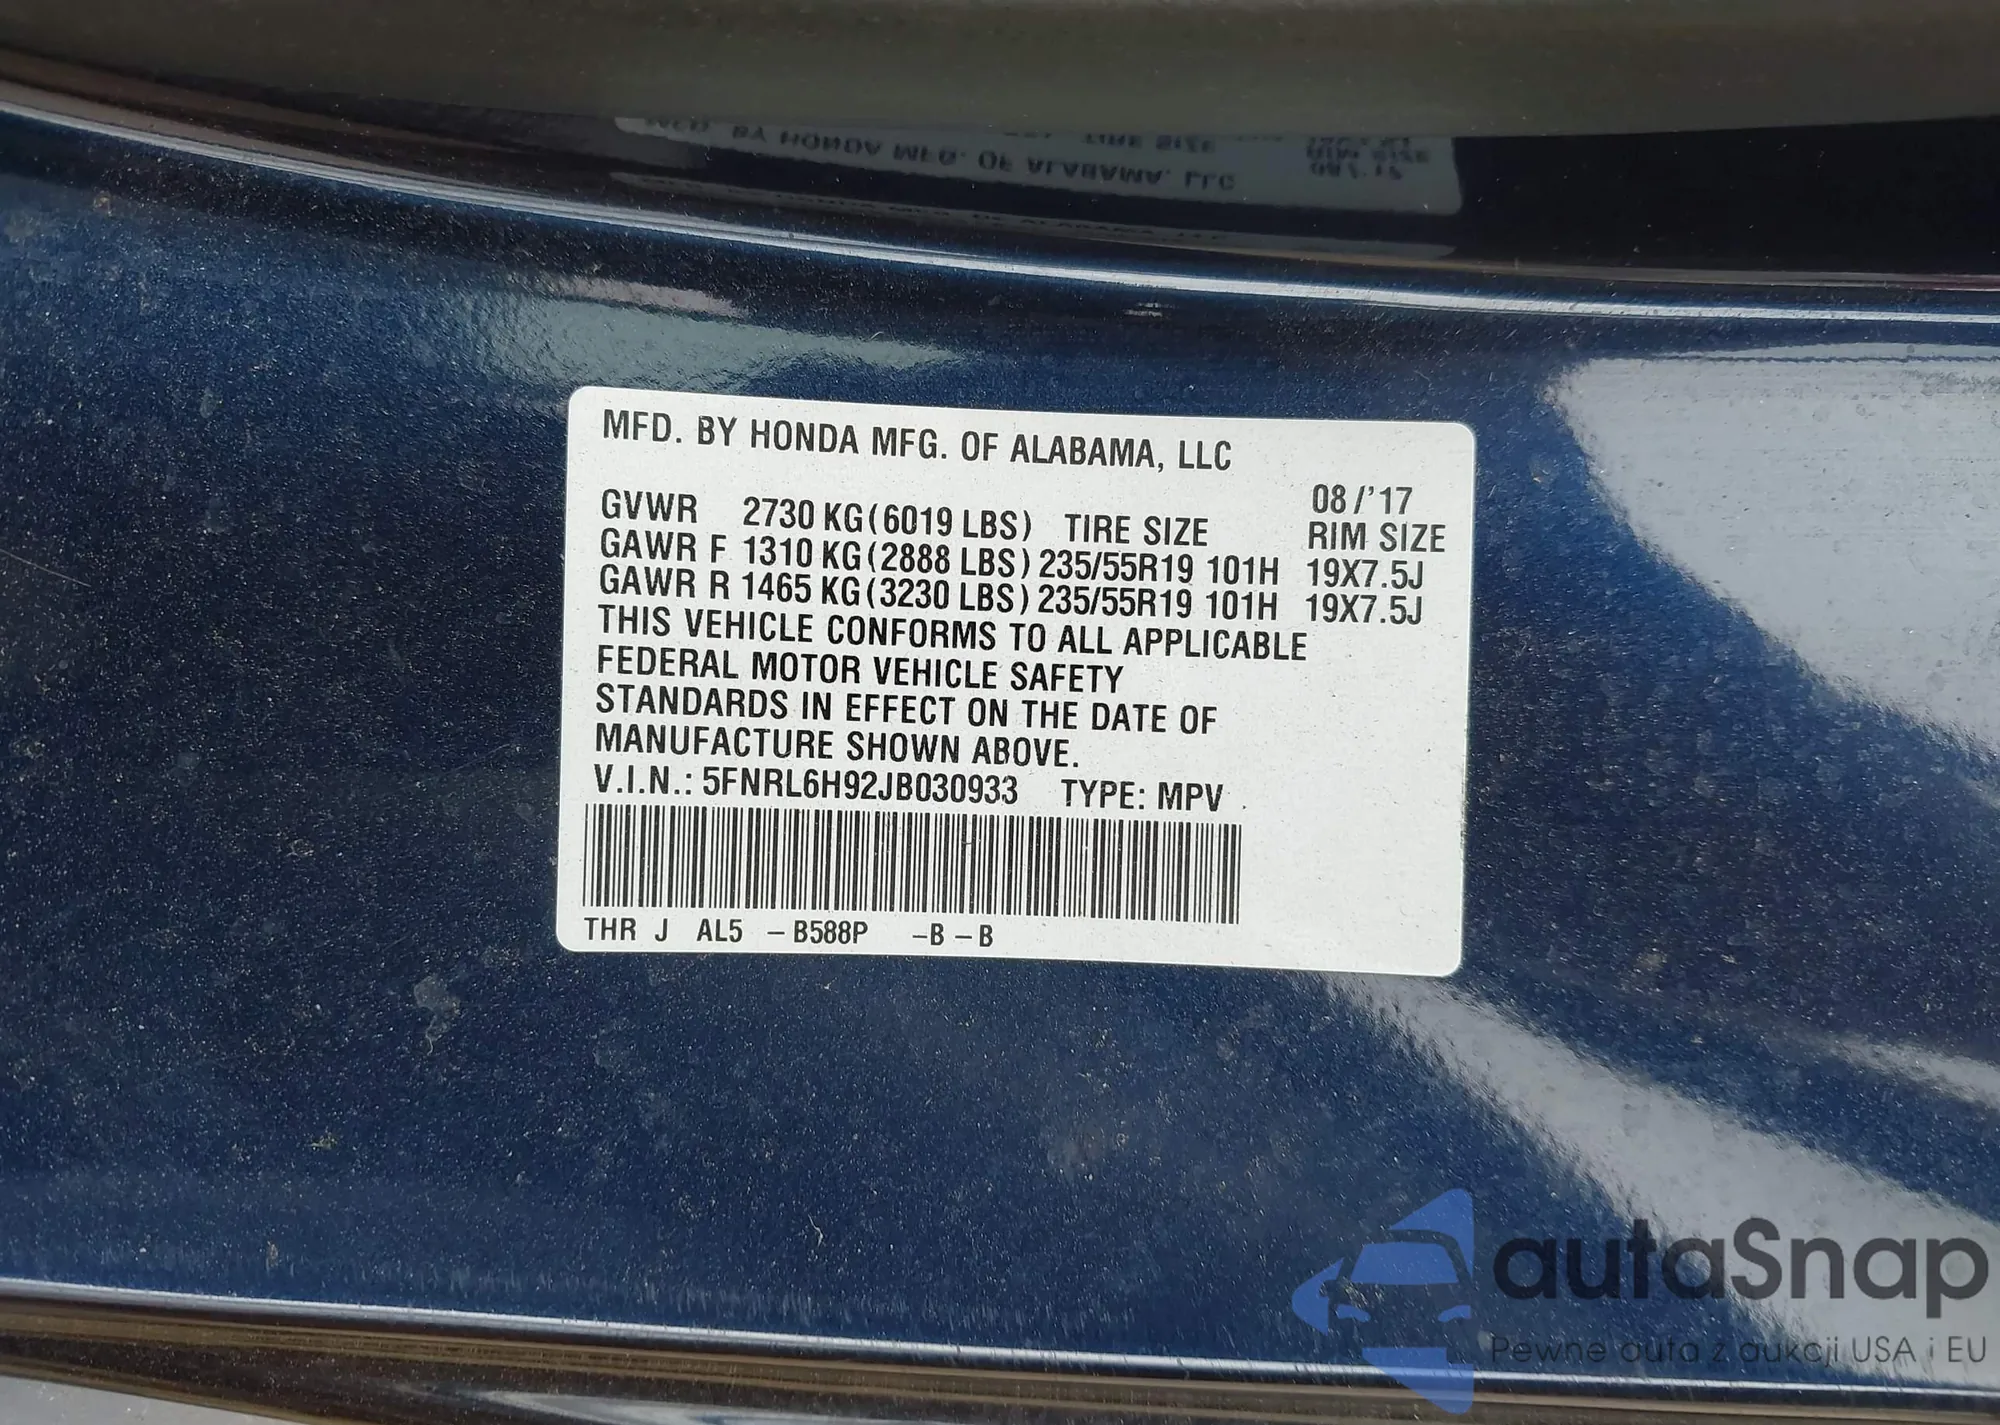 MFD. BY HONDA MFG. OF ALABAMA, LLC
08/'17
GVWR 2730 KG (6019 LBS) TIRE SIZE RIM SIZE
GAWR F 1310 KG (2888 LBS) 235/55R19 101H 19X7.5J
GAWR R 1465 KG (3230 LBS) 235/55R19 101H 19X7.5J
THIS VEHICLE CONFORMS TO ALL APPLICABLE
FEDERAL MOTOR VEHICLE SAFETY
STANDARDS IN EFFECT ON THE DATE OF
MANUFACTURE SHOWN ABOVE.
V.I.N.: 5FNRL6H92JB030933 TYPE: MPV
THR J AL5 - B588P -B - B
autaSnap
Pewne auta z aukcji USA i EU